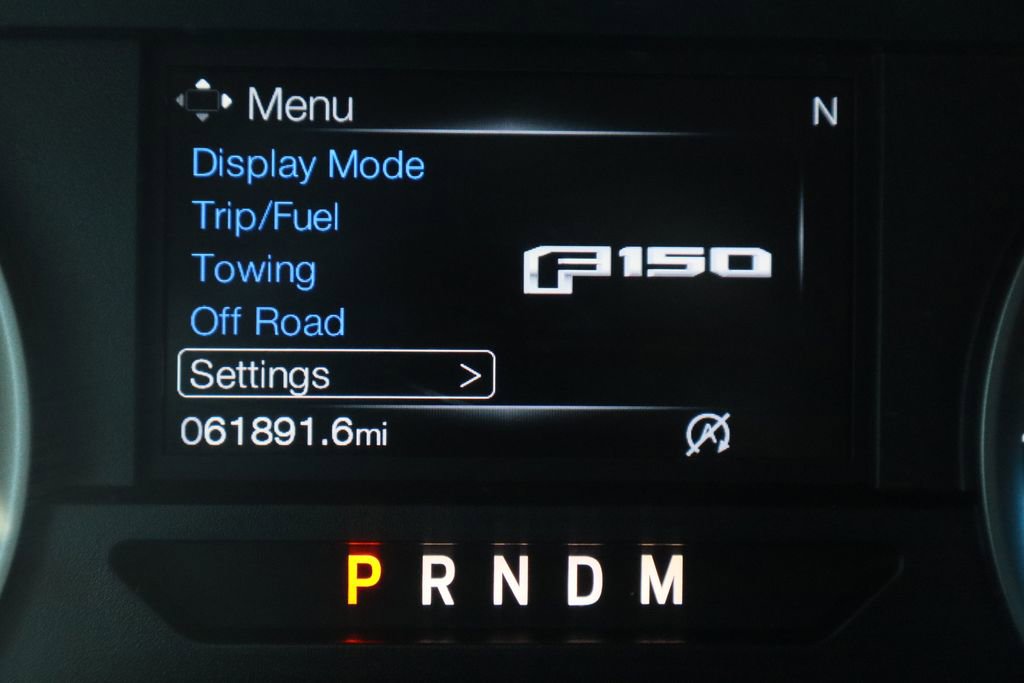 Menu N
Display Mode
Trip/Fuel
Towing
F150
Off Road
Settings >
061891.6mi
P R N D M